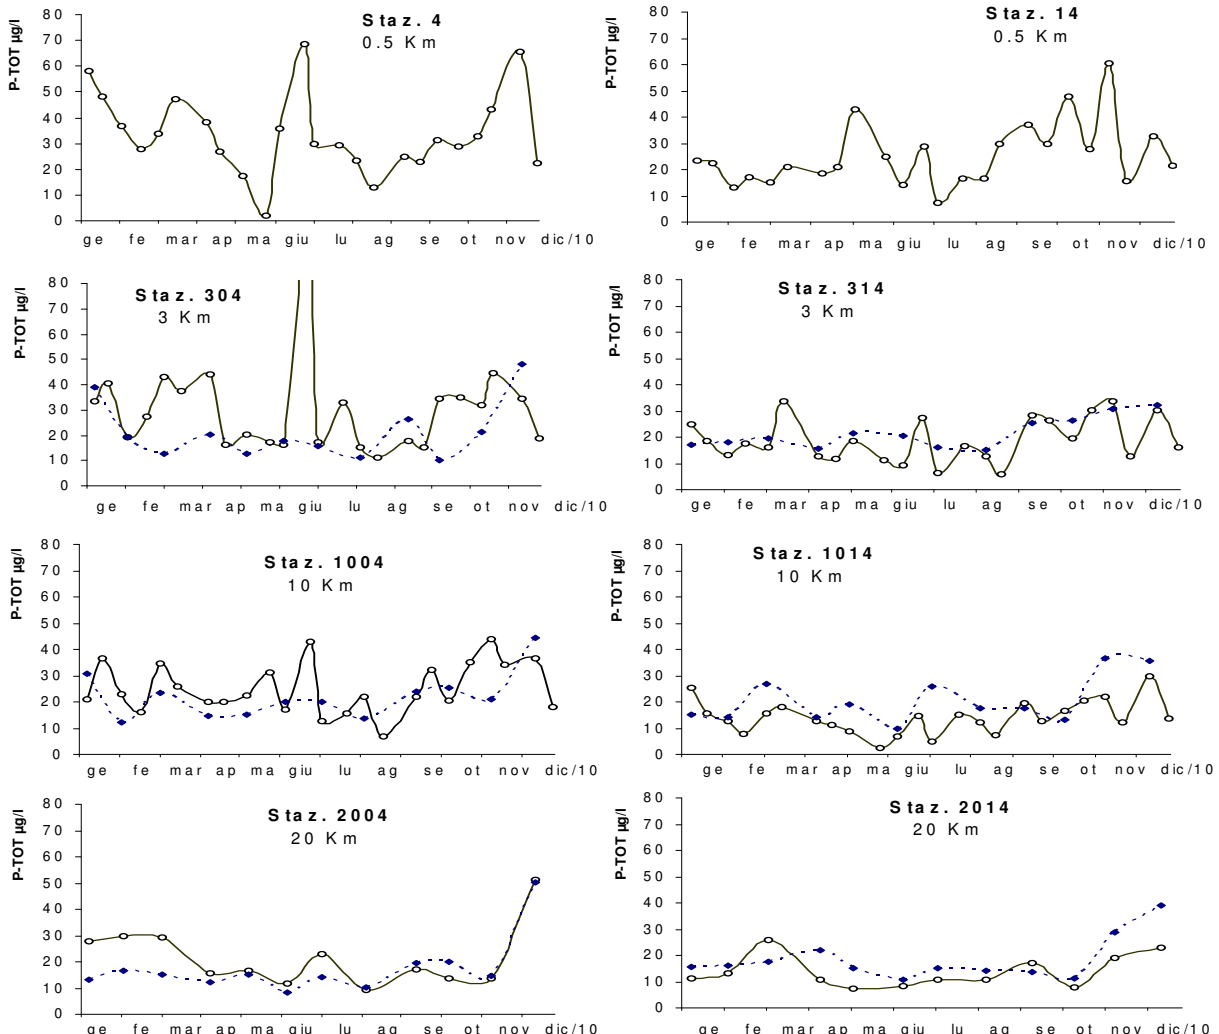 Staz. 4
0.5 Km
P-TOT µg/l
80
70
60
50
40
30
20
10
0
ge fe mar ap ma giu lu ag se ot nov dic/10
Staz. 14
0.5 Km
P-TOT µg/l
80
70
60
50
40
30
20
10
0
ge fe mar ap ma giu lu ag se ot nov dic/10
Staz. 304
3 Km
P-TOT µg/l
80
70
60
50
40
30
20
10
0
ge fe mar ap ma giu lu ag se ot nov dic/10
Staz. 314
3 Km
P-TOT µg/l
80
70
60
50
40
30
20
10
0
ge fe mar ap ma giu lu ag se ot nov dic/10
Staz. 1004
10 Km
P-TOT µg/l
80
70
60
50
40
30
20
10
0
ge fe mar ap ma giu lu ag se ot nov dic/10
Staz. 1014
10 Km
P-TOT µg/l
80
70
60
50
40
30
20
10
0
ge fe mar ap ma giu lu ag se ot nov dic/10
Staz. 2004
20 Km
P-TOT µg/l
80
70
60
50
40
30
20
10
0
ge fe mar ap ma giu lu ag se ot nov dic/10
Staz. 2014
20 Km
P-TOT µg/l
80
70
60
50
40
30
20
10
0
ge fe mar ap ma giu lu ag se ot nov dic/10